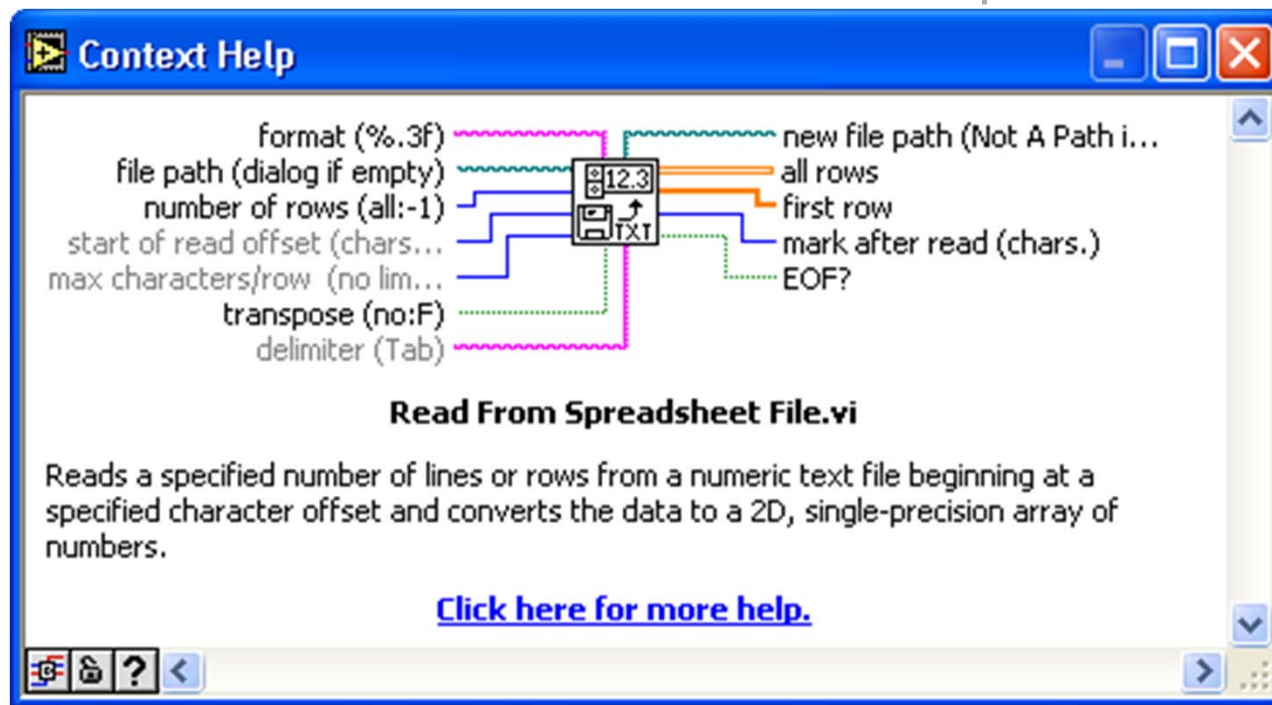 Context Help
format (%.3f)
file path (dialog if empty)
number of rows (all:-1)
start of read offset (chars...
max characters/row (no lim...
transpose (no:F)
delimiter (Tab)
12.3
TXT
new file path (Not A Path i...
all rows
first row
mark after read (chars.)
EOF?
Read From Spreadsheet File.vi
Reads a specified number of lines or rows from a numeric text file beginning at a
specified character offset and converts the data to a 2D, single-precision array of
numbers.
Click here for more help.
?